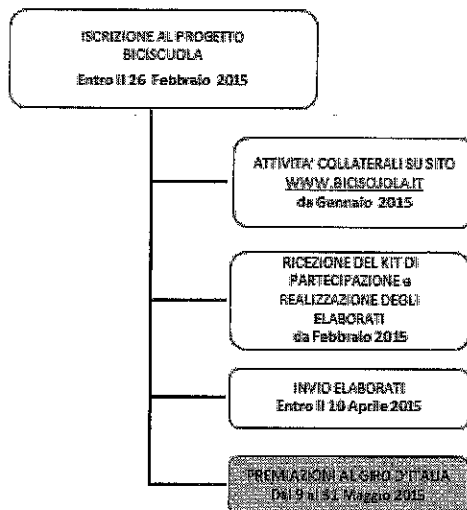 ISCRIZIONE AL PROGETTO
BICISCUOLA
Entro il 26 Febbraio 2015
ATTIVITA' COLLATERALI SU SITO
WWW.BICISCUOLA.IT
da Gennaio 2015
RICEZIONE DEL KIT DI
PARTECIPAZIONE e
REALIZZAZIONE DEGLI
ELABORATI
da Febbraio 2015
INVIO ELABORATI
Entro il 10 Aprile 2015
PREMIAZIONI AL GIRO D'ITALIA
Dal 9 al 31 Maggio 2015